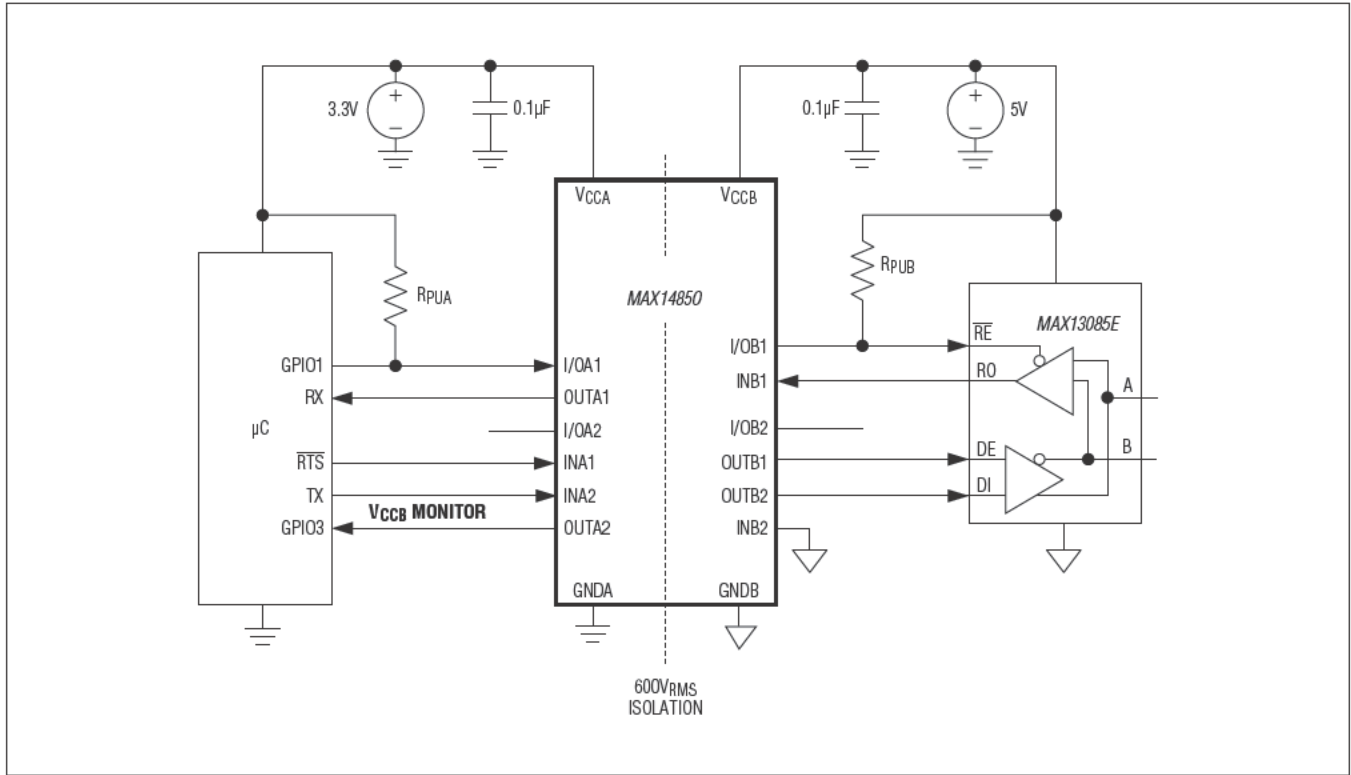 3.3V
0.1µF
0.1µF
5V
VCCA
VCCB
RPUA
RPUB
MAX14850
MAX13085E
GPIO1
RX
µC
RTS
TX
GPIO3
VCCB MONITOR
I/OA1
OUTA1
I/OA2
INA1
INA2
OUTA2
GNDA
I/OB1
INB1
I/OB2
OUTB1
OUTB2
INB2
GNDB
RE
RO
DE
DI
A
B
600VRMS
ISOLATION